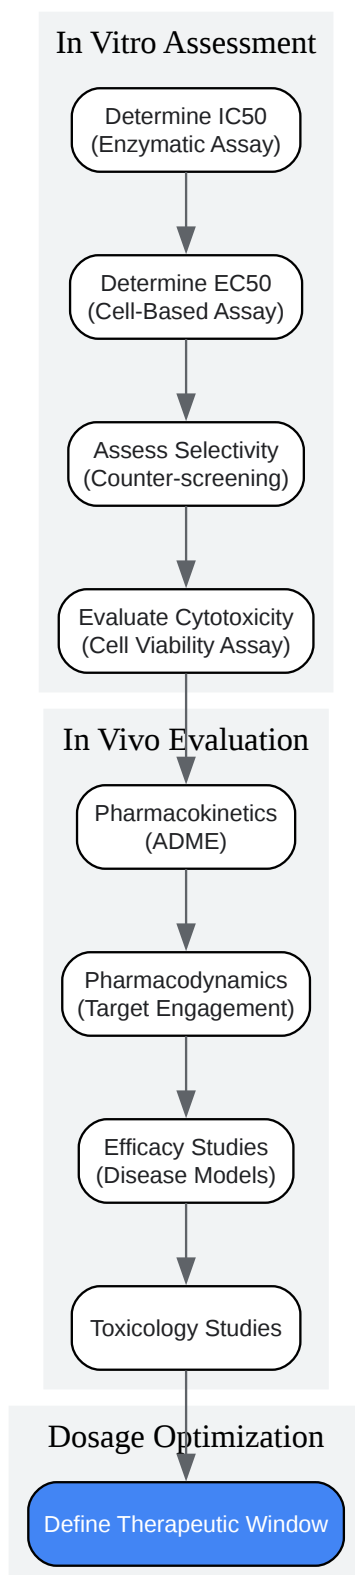 In Vitro Assessment
Determine IC50
(Enzymatic Assay)
Determine EC50
(Cell-Based Assay)
Assess Selectivity
(Counter-screening)
Evaluate Cytotoxicity
(Cell Viability Assay)
In Vivo Evaluation
Pharmacokinetics
(ADME)
Pharmacodynamics
(Target Engagement)
Efficacy Studies
(Disease Models)
Toxicology Studies
Dosage Optimization
Define Therapeutic Window